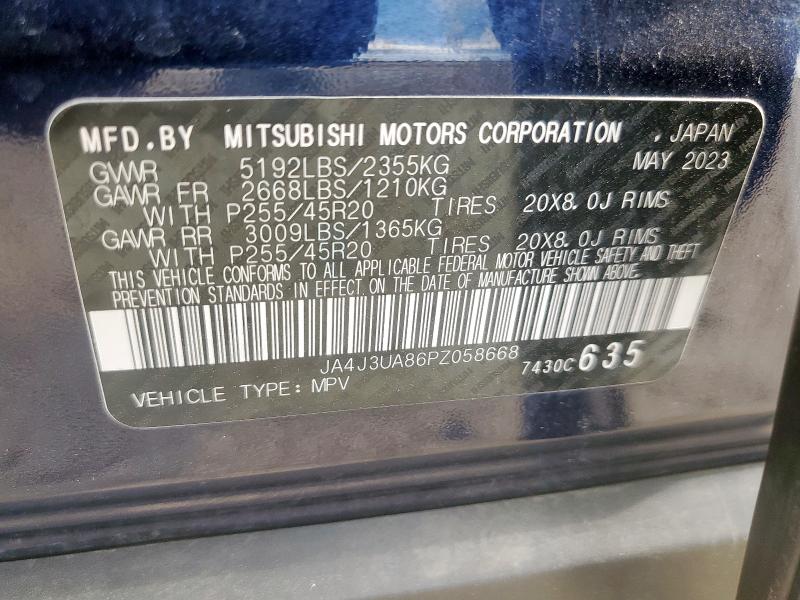 MFD.BY MITSUBISHI MOTORS CORPORATION , JAPAN
GVWR 5192LBS/2355KG MAY 2023
GAWR FR 2668LBS/1210KG
WITH P255/45R20 TIRES 20X8.0J RIMS
GAWR RR 3009LBS/1365KG
WITH P255/45R20 TIRES 20X8.0J RIMS
THIS VEHICLE CONFORMS TO ALL APPLICABLE FEDERAL MOTOR VEHICLE SAFETY AND THEFT
PREVENTION STANDARDS IN EFFECT ON THE DATE OF MANUFACTURE SHOWN ABOVE.
JA4J3UA86PZ058668 7430C 635
VEHICLE TYPE: MPV